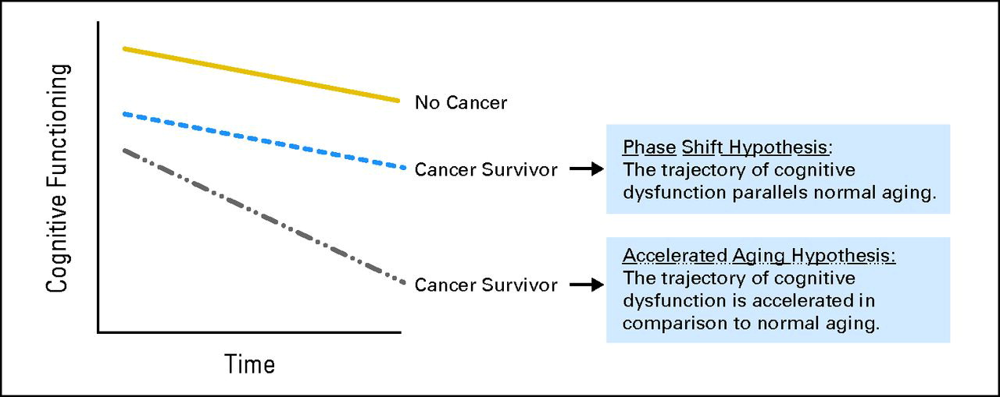 Cognitive Functioning
No Cancer
Cancer Survivor
Phase Shift Hypothesis:
The trajectory of cognitive
dysfunction parallels normal aging.
Cancer Survivor
Accelerated Aging Hypothesis:
The trajectory of cognitive
dysfunction is accelerated in
comparison to normal aging.
Time